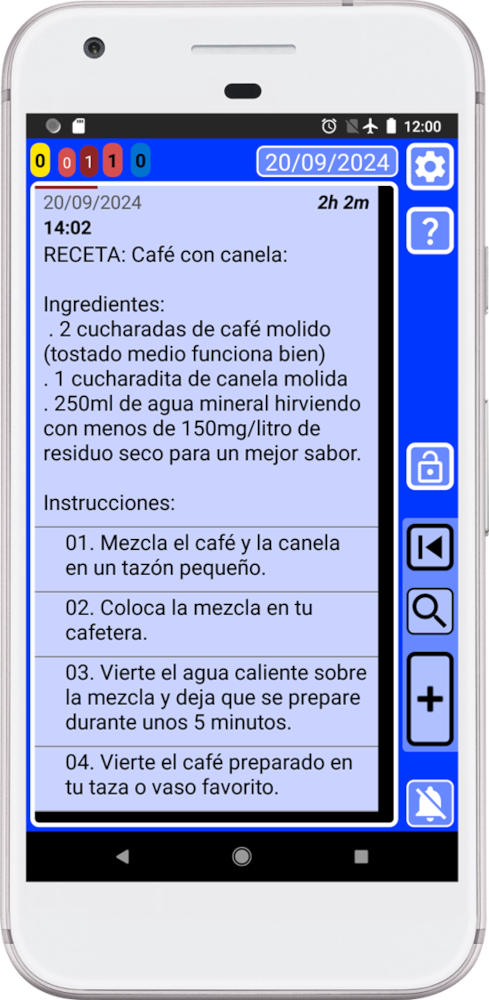 12:00
0 0 1 1 0 20/09/2024
?
20/09/2024 2h 2m
14:02
RECETA: Café con canela:
Ingredientes:
. 2 cucharadas de café molido
(tostado medio funciona bien)
. 1 cucharadita de canela molida
. 250ml de agua mineral hirviendo
con menos de 150mg/litro de
residuo seco para un mejor sabor.
Instrucciones:
01. Mezcla el café y la canela
en un tazón pequeño.
02. Coloca la mezcla en tu
cafetera.
03. Vierte el agua caliente sobre
la mezcla y deja que se prepare
durante unos 5 minutos.
04. Vierte el café preparado en
tu taza o vaso favorito.
+